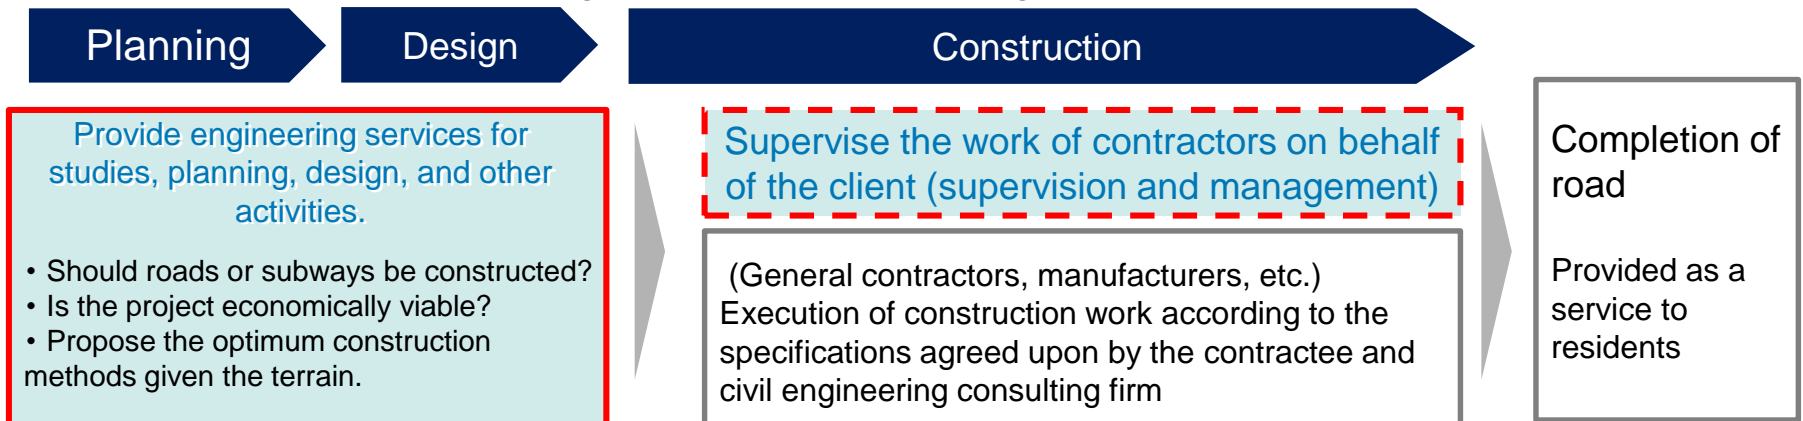 Planning
Design
Construction
Provide engineering services for
studies, planning, design, and other
activities.
• Should roads or subways be constructed?
• Is the project economically viable?
• Propose the optimum construction
methods given the terrain.
Supervise the work of contractors on behalf
of the client (supervision and management)
(General contractors, manufacturers, etc.)
Execution of construction work according to the
specifications agreed upon by the contractee and
civil engineering consulting firm
Completion of
road
Provided as a
service to
residents